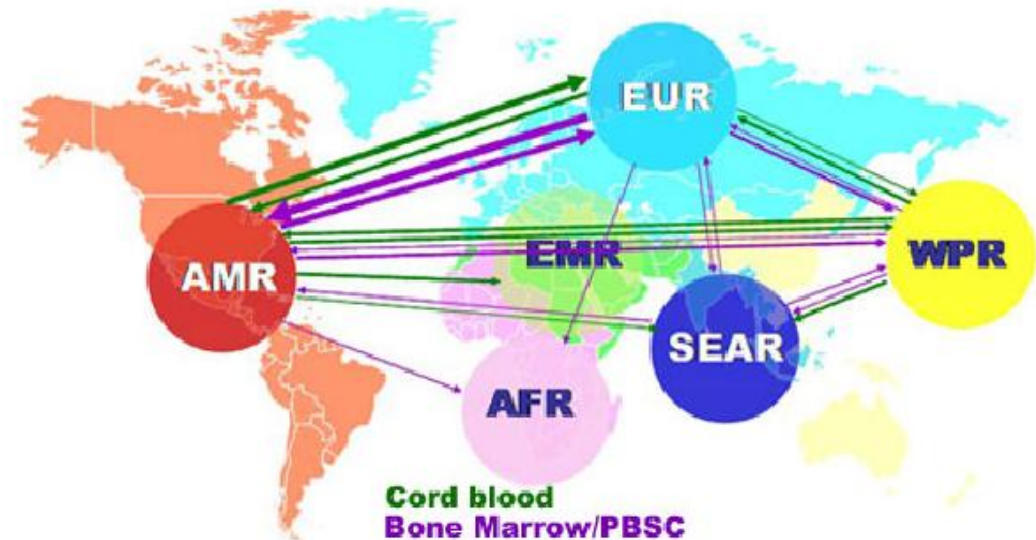 EUR
EMR
WPR
AMR
SEAR
AFR
Cord blood
Bone Marrow/PBSC